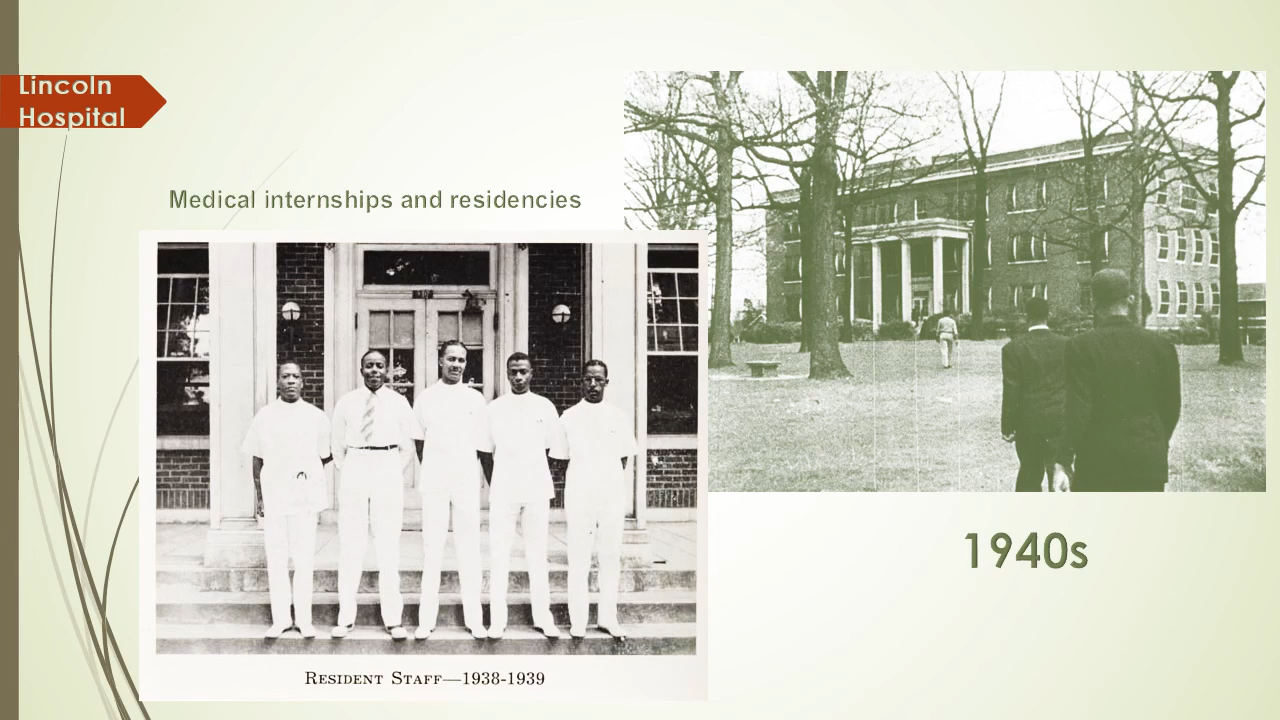 Lincoln
Hospital
Medical internships and residencies
RESIDENT STAFF—1938-1939
1940s